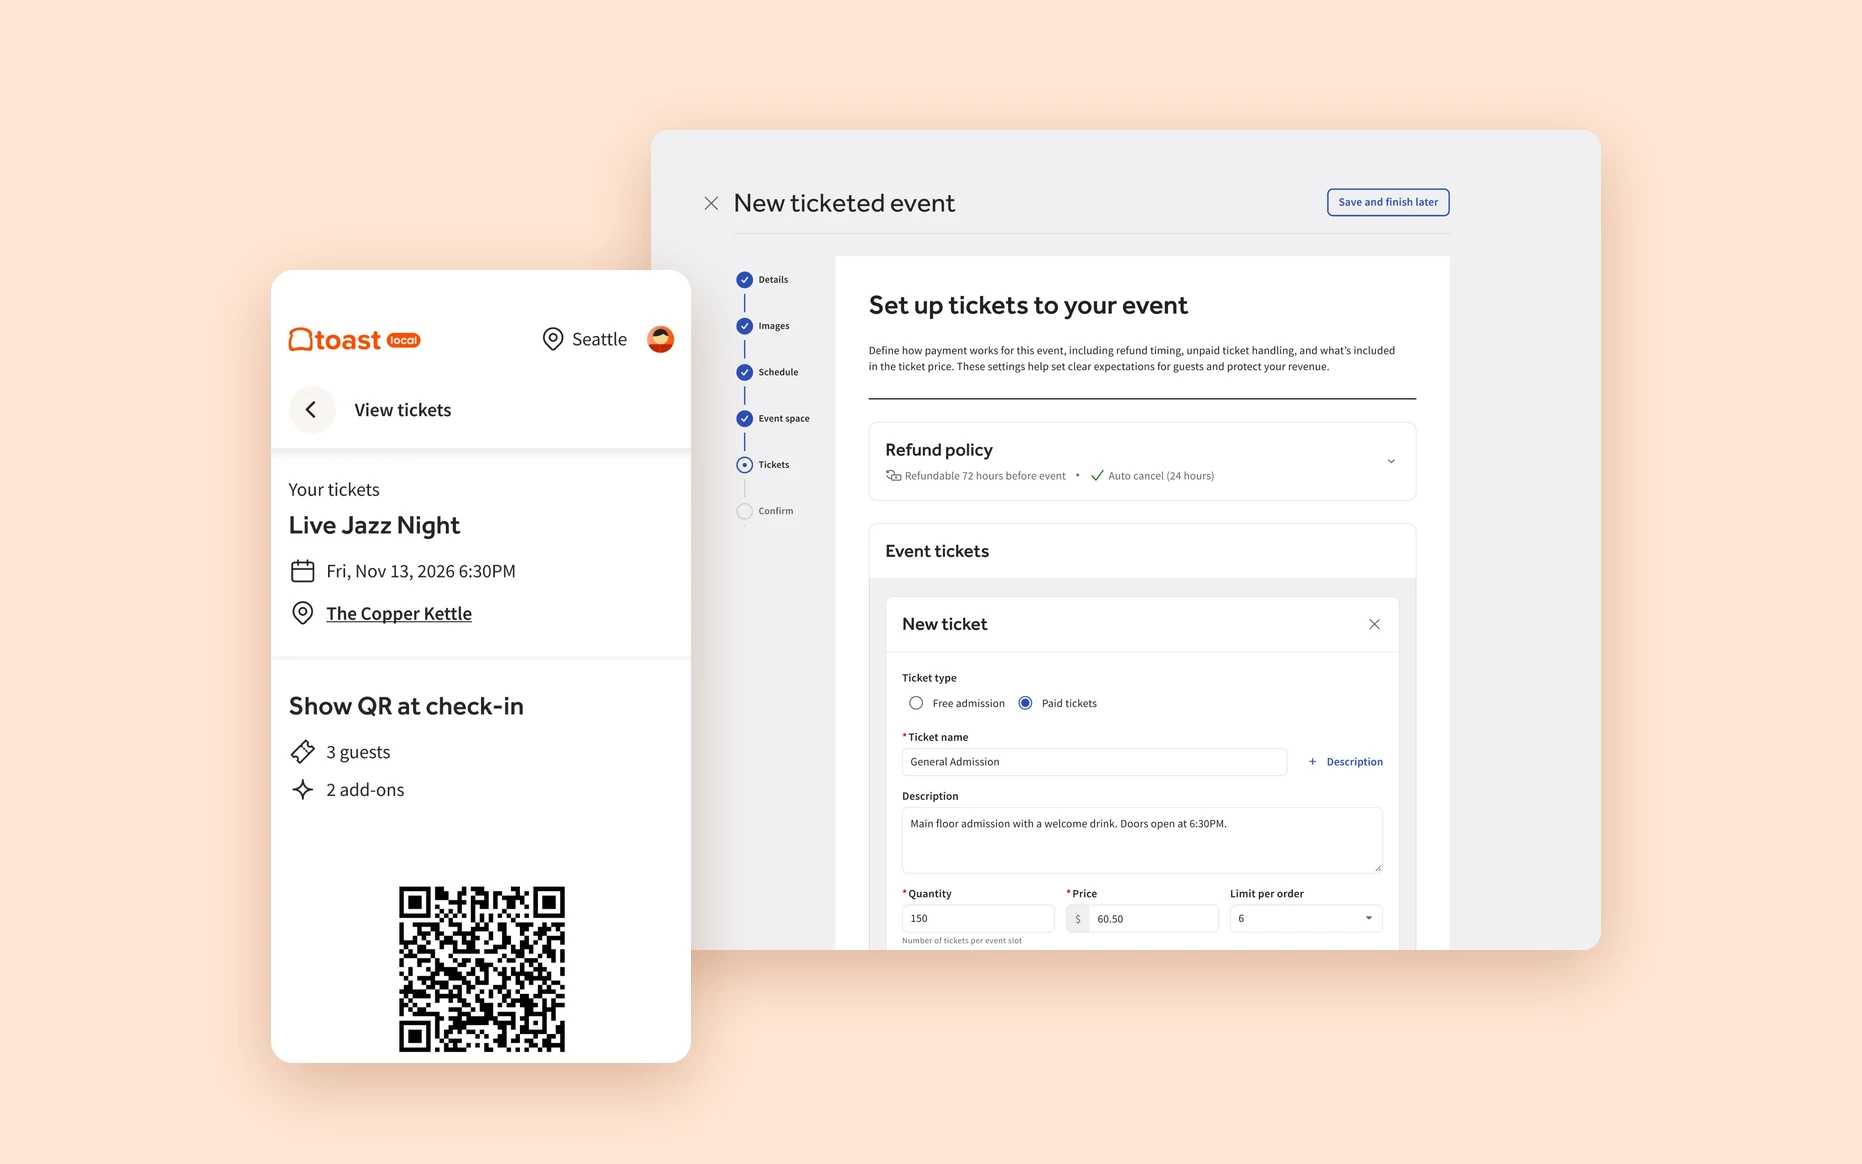 toast local
Seattle
View tickets
Your tickets
Live Jazz Night
Fri, Nov 13, 2026 6:30PM
The Copper Kettle
Show QR at check-in
3 guests
2 add-ons
New ticketed event
Save and finish later
Details
Images
Schedule
Event space
Tickets
Confirm
Set up tickets to your event
Define how payment works for this event, including refund timing, unpaid ticket handling, and what's included
in the ticket price. These settings help set clear expectations for guests and protect your revenue.
Refund policy
Refundable 72 hours before event • Auto cancel (24 hours)
Event tickets
New ticket
Ticket type
Free admission Paid tickets
*Ticket name
General Admission
+ Description
Description
Main floor admission with a welcome drink. Doors open at 6:30PM.
*Quantity *Price Limit per order
150 $ 60.50 6
Number of tickets per event slot